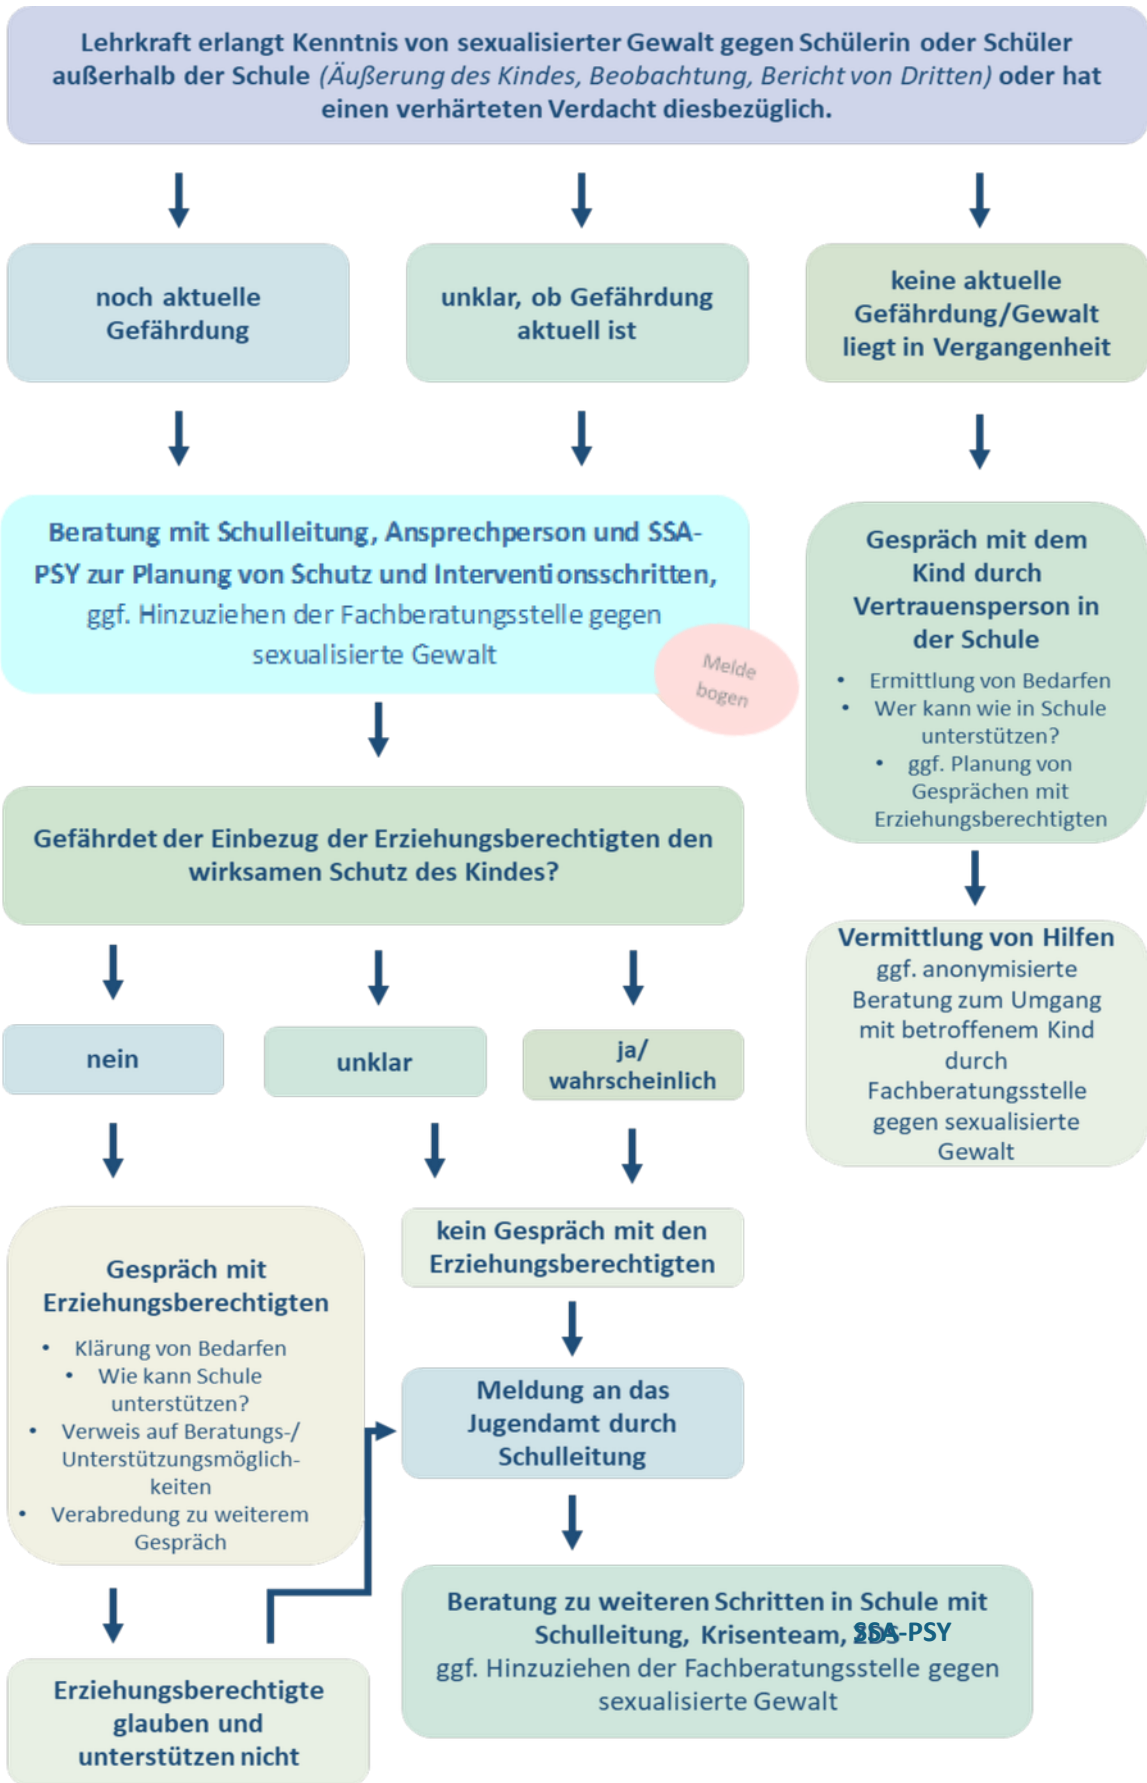 Lehrkraft erlangt Kenntnis von sexualisierter Gewalt gegen Schülerin oder Schüler
außerhalb der Schule (Äußerung des Kindes, Beobachtung, Bericht von Dritten) oder hat
einen verhärteten Verdacht diesbezüglich.
noch aktuelle
Gefährdung
unklar, ob Gefährdung
aktuell ist
keine aktuelle
Gefährdung/Gewalt
liegt in Vergangenheit
Beratung mit Schulleitung, Ansprechperson und SSA-
PSY zur Planung von Schutz und Interventionsschritten,
ggf. Hinzuziehen der Fachberatungsstelle gegen
sexualisierte Gewalt
Melde
bogen
Gespräch mit dem
Kind durch
Vertrauensperson in
der Schule
• Ermittlung von Bedarfen
• Wer kann wie in Schule
unterstützen?
• ggf. Planung von
Gesprächen mit
Erziehungsberechtigten
Gefährdet der Einbezug der Erziehungsberechtigten den
wirksamen Schutz des Kindes?
Vermittlung von Hilfen
ggf. anonymisierte
Beratung zum Umgang
mit betroffenem Kind
durch
Fachberatungsstelle
gegen sexualisierte
Gewalt
nein
unklar
ja/
wahrscheinlich
Gespräch mit
Erziehungsberechtigten
• Klärung von Bedarfen
• Wie kann Schule
unterstützen?
• Verweis auf Beratungs-/
Unterstützungsmöglich-
keiten
• Verabredung zu weiterem
Gespräch
kein Gespräch mit den
Erziehungsberechtigten
Meldung an das
Jugendamt durch
Schulleitung
Beratung zu weiteren Schritten in Schule mit
Schulleitung, Krisenteam, SSA-PSY
ggf. Hinzuziehen der Fachberatungsstelle gegen
sexualisierte Gewalt
Erziehungsberechtigte
glauben und
unterstützen nicht